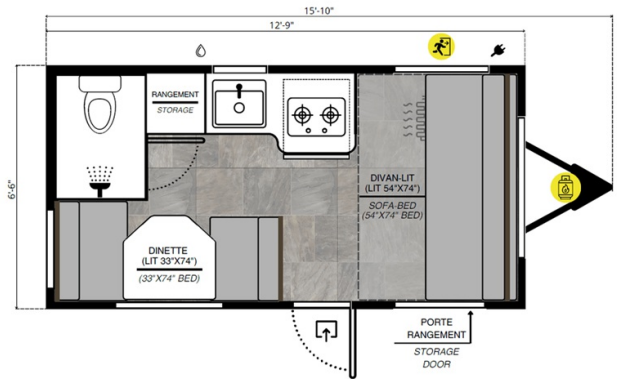 15'-10"
12'-9"
6'-6"
RANGEMENT
STORAGE
DIVAN-LIT
(LIT 54"X74")
SOFA-BED
(54"X74" BED)
DINETTE
(LIT 33"X74")
(33"X74" BED)
PORTE
RANGEMENT
STORAGE
DOOR